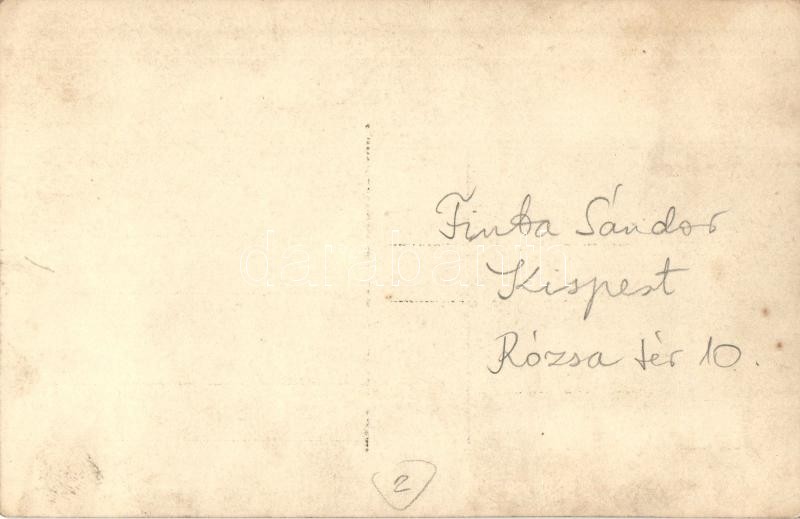 Finta Sándor
Kispest
Rózsa tér 10.
2